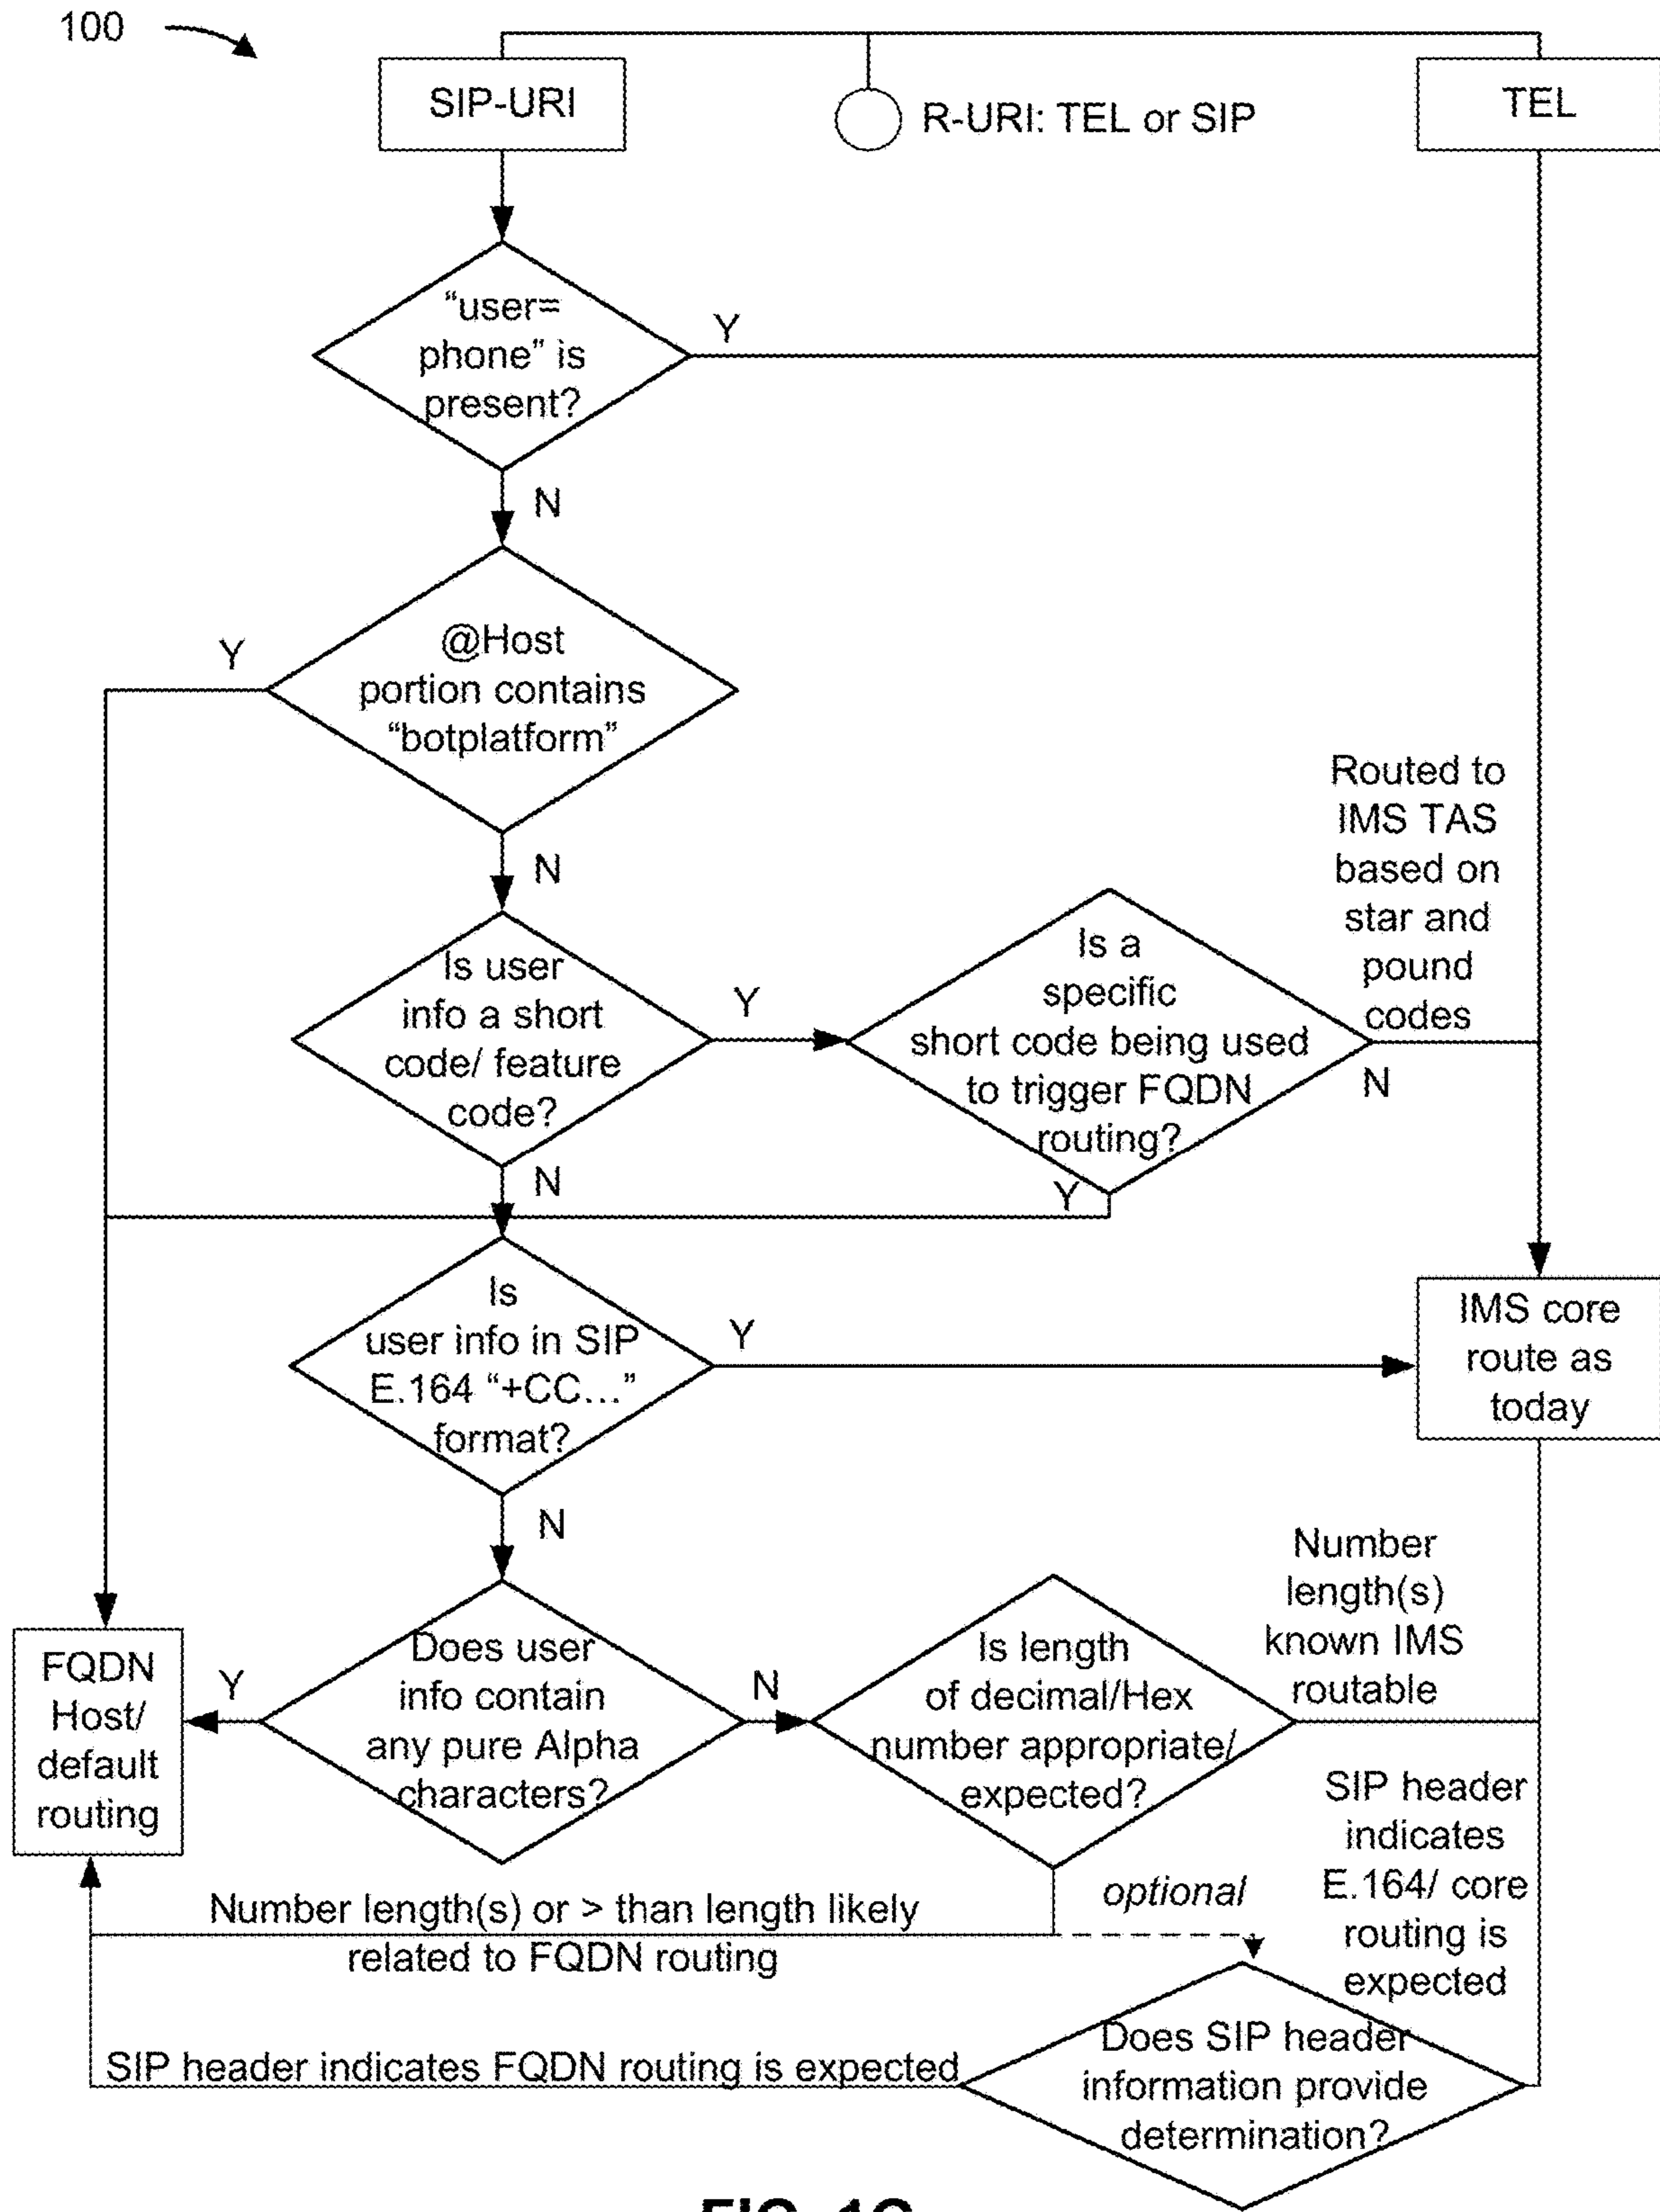 100
SIP-URI
R-URI: TEL or SIP
TEL
“user=
phone” is
present?
Y
N
@Host
portion contains
“botplatform”
Y
N
Is user
info a short
code/ feature
code?
Y
N
Is a
specific
short code being used
to trigger FQDN
routing?
Y
N
Routed to
IMS TAS
based on
star and
pound
codes
Is
user info in SIP
E.164 “+CC...”
format?
Y
N
IMS core
route as
today
FQDN
Host/
default
routing
Y
Does user
info contain
any pure Alpha
characters?
N
Is length
of decimal/Hex
number appropriate/
expected?
Number
length(s)
known IMS
routable
Number length(s) or > than length likely
related to FQDN routing
optional
SIP header
indicates
E.164/ core
routing is
expected
SIP header indicates FQDN routing is expected
Does SIP header
information provide
determination?